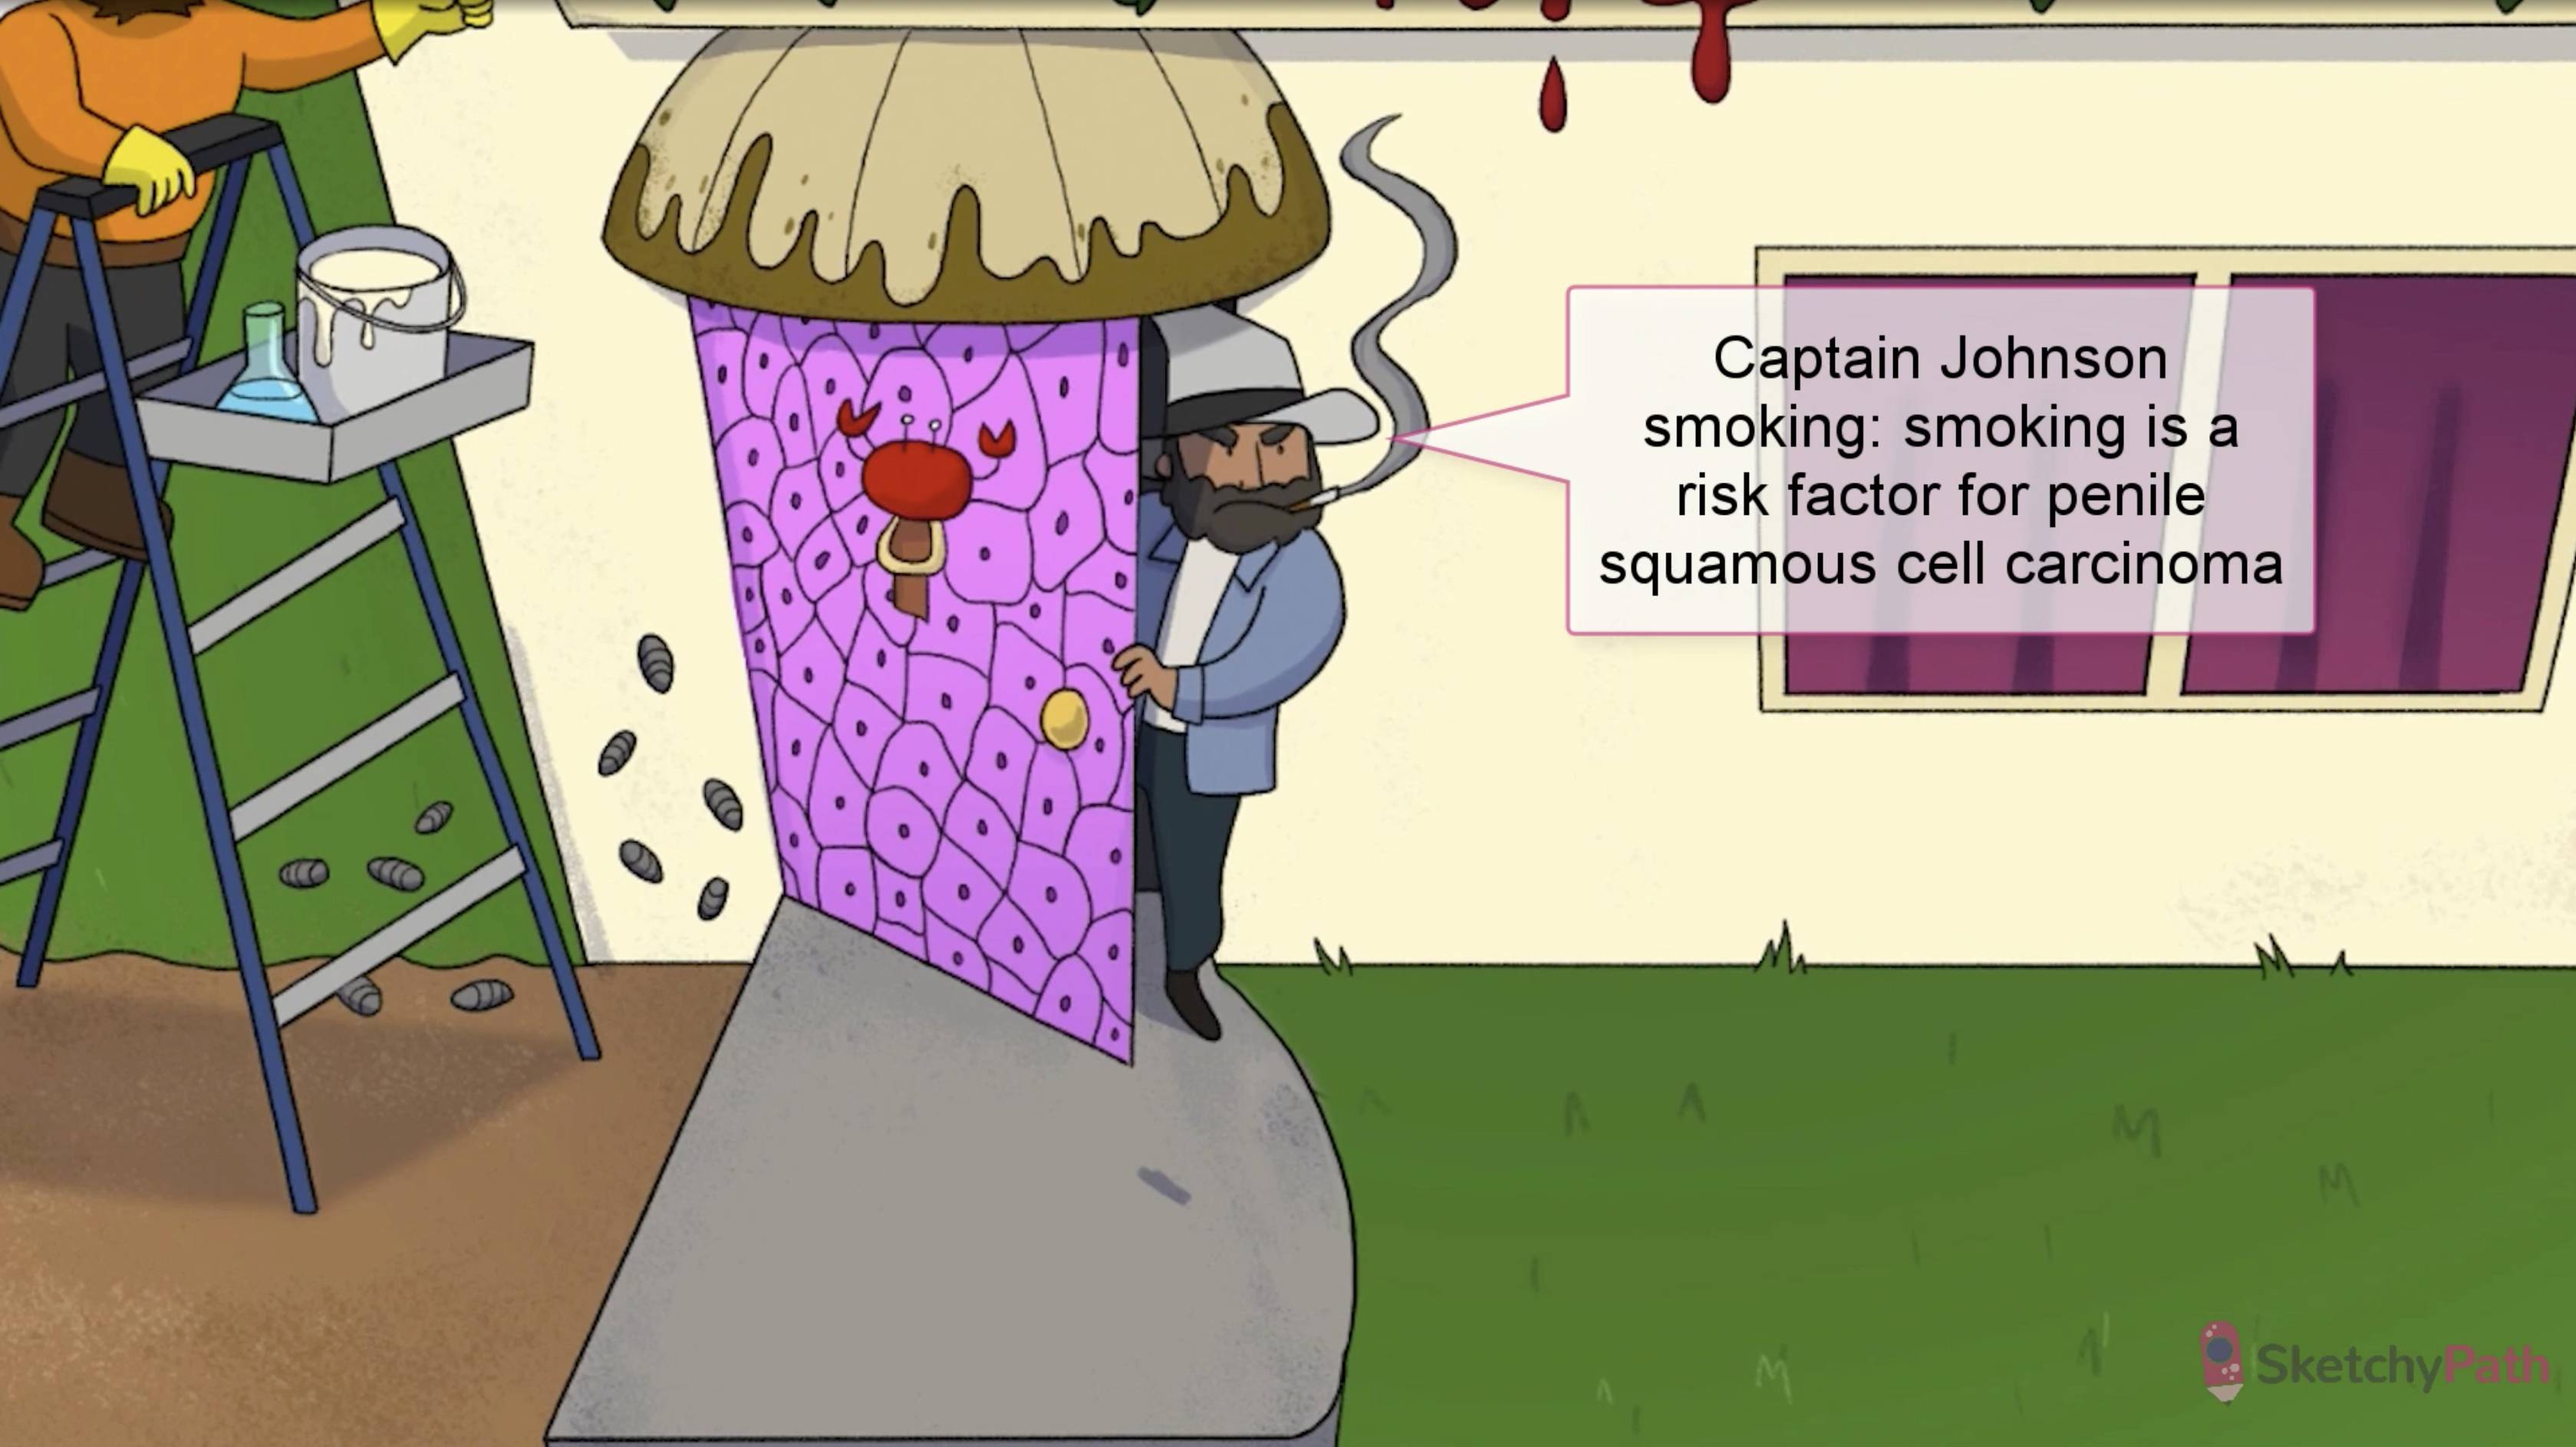 Captain Johnson
smoking: smoking is a
risk factor for penile
squamous cell carcinoma
SketchyPath